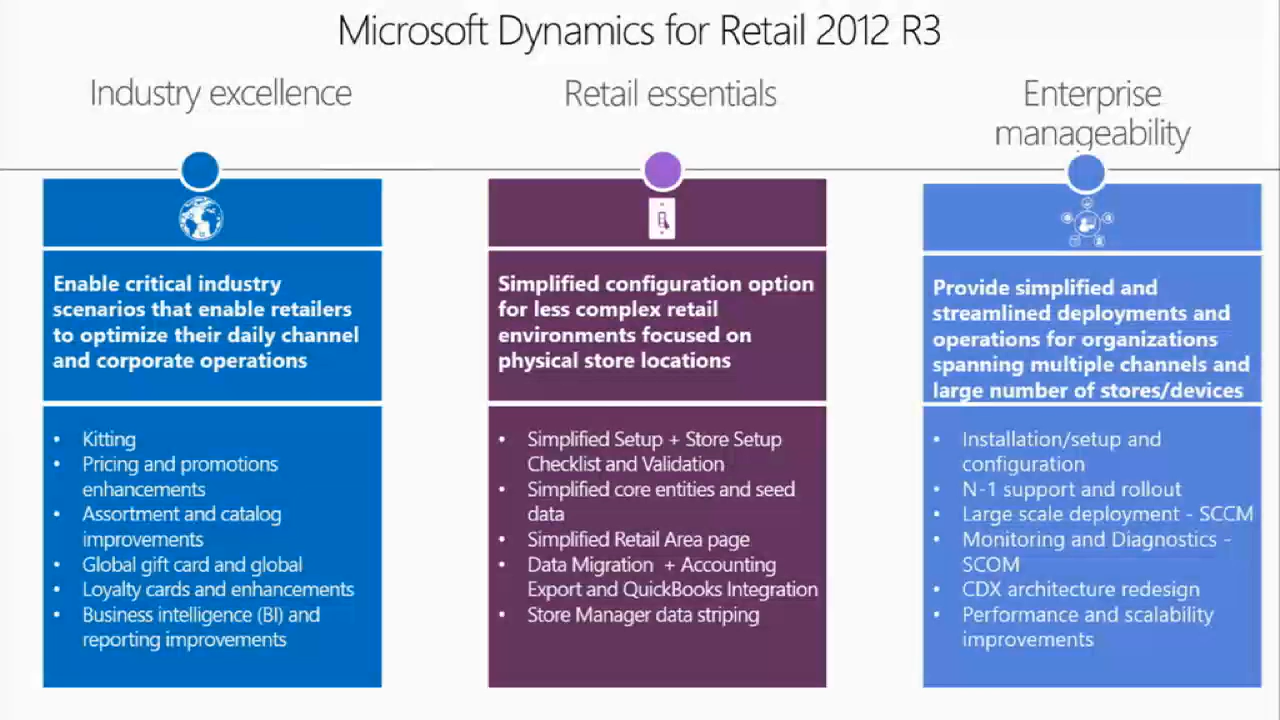 Microsoft Dynamics for Retail 2012 R3
Industry excellence
Enable critical industry
scenarios that enable retailers
to optimize their daily channel
and corporate operations
• Kitting
• Pricing and promotions
enhancements
• Assortment and catalog
improvements
• Global gift card and global
• Loyalty cards and enhancements
• Business intelligence (BI) and
reporting improvements
Retail essentials
Simplified configuration option
for less complex retail
environments focused on
physical store locations
• Simplified Setup + Store Setup
Checklist and Validation
• Simplified core entities and seed
data
• Simplified Retail Area page
• Data Migration + Accounting
Export and QuickBooks Integration
• Store Manager data striping
Enterprise
manageability
Provide simplified and
streamlined deployments and
operations for organizations
spanning multiple channels and
large number of stores/devices
• Installation/setup and
configuration
• N-1 support and rollout
• Large scale deployment - SCCM
• Monitoring and Diagnostics -
SCOM
• CDX architecture redesign
• Performance and scalability
improvements